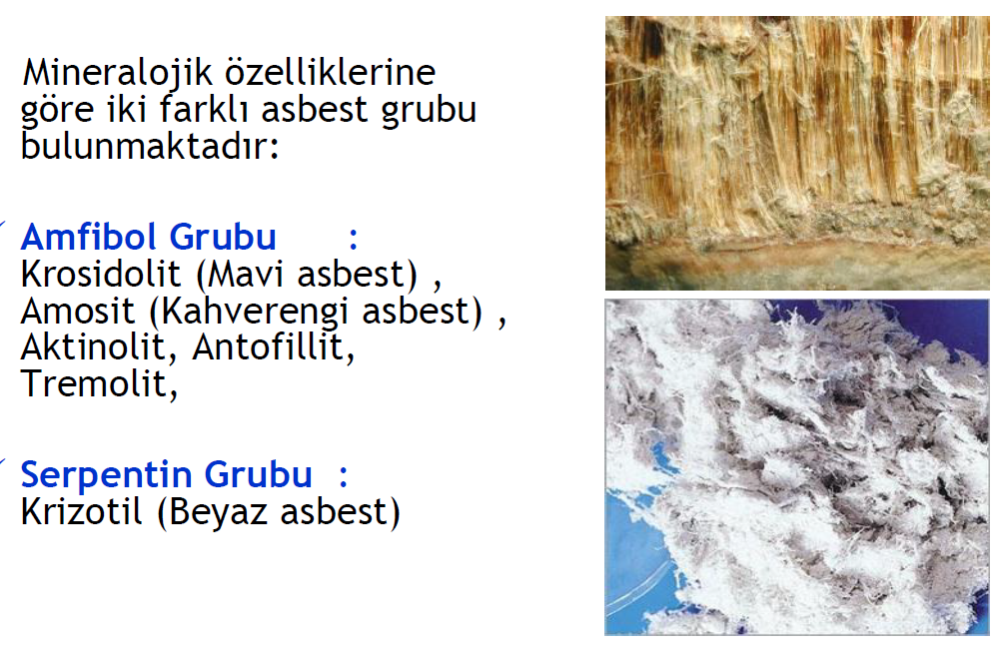 Mineralojik özelliklerine
göre iki farklı asbest grubu
bulunmaktadır:
Amfibol Grubu :
Krosidolit (Mavi asbest) ,
Amosit (Kahverengi asbest) ,
Aktinolit, Antofillit,
Tremolit,
Serpentin Grubu :
Krizotil (Beyaz asbest)